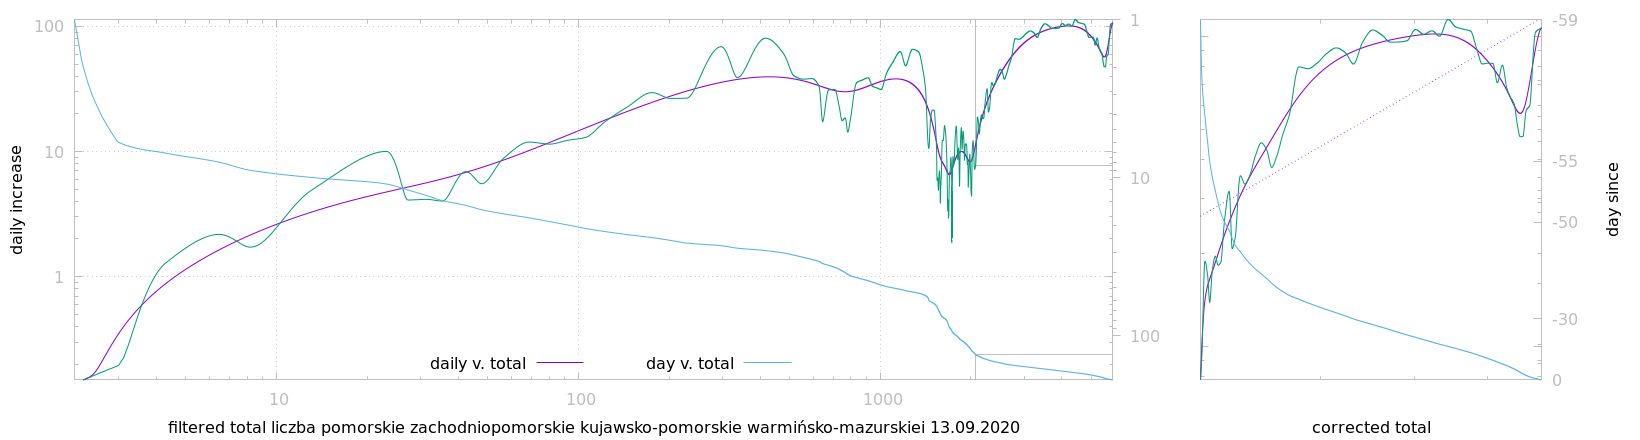 100
10
1
daily increase
daily v. total
day v. total
10
100
1000
1
10
100
filtered total liczba pomorskie zachodniopomorskie kujawsko-pomorskie warmińsko-mazurskiei 13.09.2020
-59
-55
-50
-30
0
day since
corrected total